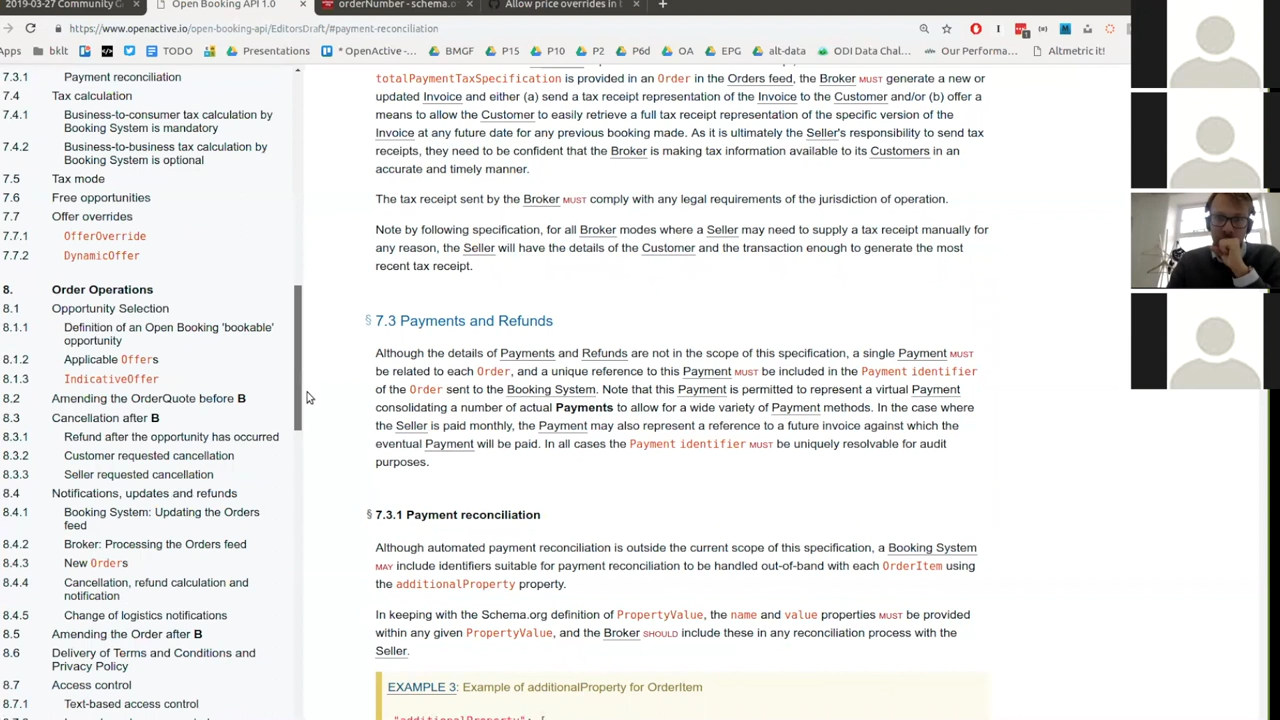 2019-03-27 Community G
Open Booking API 1.0
orderNumber - schema.o
Allow price overrides in
https://www.openactive.io/open-booking-api/EditorsDraft/#payment-reconciliation
Apps bklt TODO Presentations * OpenActive -... BMGF P15 P10 P2 P6d OA EPG alt-data ODI Data Chal... Our Performa... Altmetric it!
7.3.1 Payment reconciliation
7.4 Tax calculation
7.4.1 Business-to-consumer tax calculation by
Booking System is mandatory
7.4.2 Business-to-business tax calculation by
Booking System is optional
7.5 Tax mode
7.6 Free opportunities
7.7 Offer overrides
7.7.1 OfferOverride
7.7.2 DynamicOffer
8. Order Operations
8.1 Opportunity Selection
8.1.1 Definition of an Open Booking 'bookable'
opportunity
8.1.2 Applicable Offers
8.1.3 IndicativeOffer
8.2 Amending the OrderQuote before B
8.3 Cancellation after B
8.3.1 Refund after the opportunity has occurred
8.3.2 Customer requested cancellation
8.3.3 Seller requested cancellation
8.4 Notifications, updates and refunds
8.4.1 Booking System: Updating the Orders
feed
8.4.2 Broker: Processing the Orders feed
8.4.3 New Orders
8.4.4 Cancellation, refund calculation and
notification
8.4.5 Change of logistics notifications
8.5 Amending the Order after B
8.6 Delivery of Terms and Conditions and
Privacy Policy
8.7 Access control
8.7.1 Text-based access control
totalPaymentTaxSpecification is provided in an Order in the Orders feed, the Broker MUST generate a new or
updated Invoice and either (a) send a tax receipt representation of the Invoice to the Customer and/or (b) offer a
means to allow the Customer to easily retrieve a full tax receipt representation of the specific version of the
Invoice at any future date for any previous booking made. As it is ultimately the Seller's responsibility to send tax
receipts, they need to be confident that the Broker is making tax information available to its Customers in an
accurate and timely manner.
The tax receipt sent by the Broker MUST comply with any legal requirements of the jurisdiction of operation.
Note by following specification, for all Broker modes where a Seller may need to supply a tax receipt manually for
any reason, the Seller will have the details of the Customer and the transaction enough to generate the most
recent tax receipt.
§ 7.3 Payments and Refunds
Although the details of Payments and Refunds are not in the scope of this specification, a single Payment MUST
be related to each Order, and a unique reference to this Payment MUST be included in the Payment identifier
of the Order sent to the Booking System. Note that this Payment is permitted to represent a virtual Payment
consolidating a number of actual Payments to allow for a wide variety of Payment methods. In the case where
the Seller is paid monthly, the Payment may also represent a reference to a future invoice against which the
eventual Payment will be paid. In all cases the Payment identifier MUST be uniquely resolvable for audit
purposes.
§ 7.3.1 Payment reconciliation
Although automated payment reconciliation is outside the current scope of this specification, a Booking System
MAY include identifiers suitable for payment reconciliation to be handled out-of-band with each OrderItem using
the additionalProperty property.
In keeping with the Schema.org definition of PropertyValue, the name and value properties MUST be provided
within any given PropertyValue, and the Broker SHOULD include these in any reconciliation process with the
Seller.
EXAMPLE 3: Example of additionalProperty for OrderItem
"additionalProperty": [